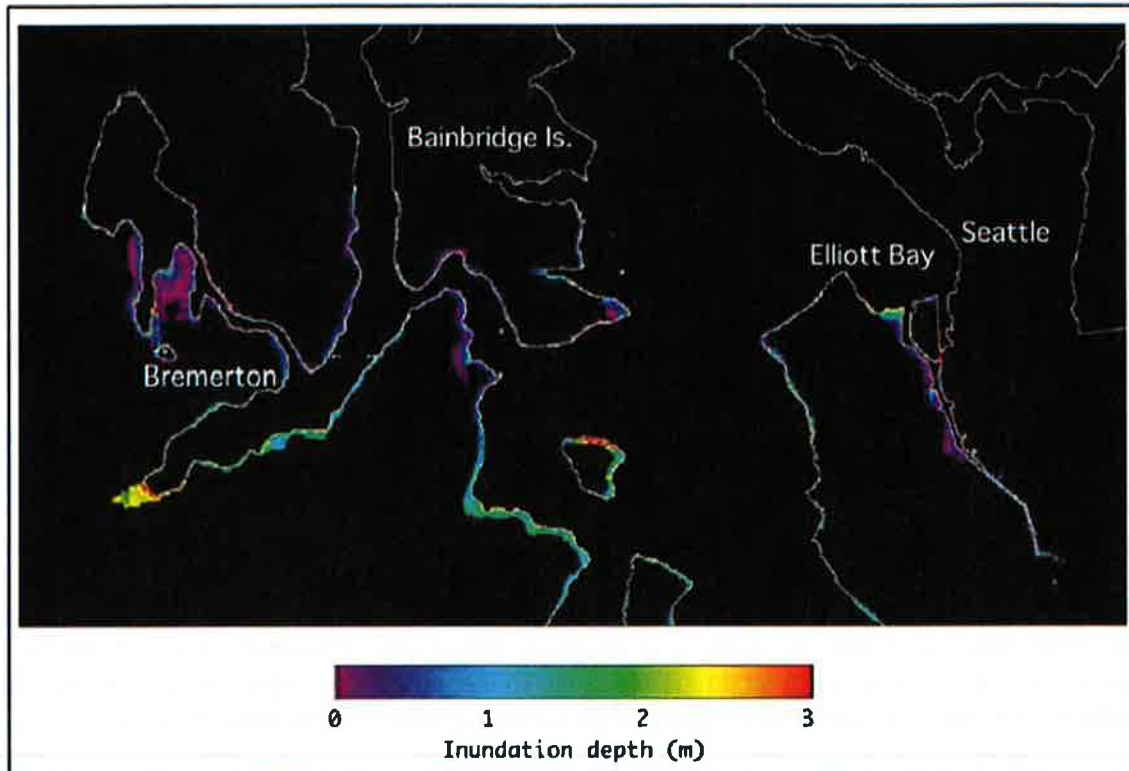 Bainbridge Is.
Seattle
Elliott Bay
Bremerton
0 1 2 3
Inundation depth (m)